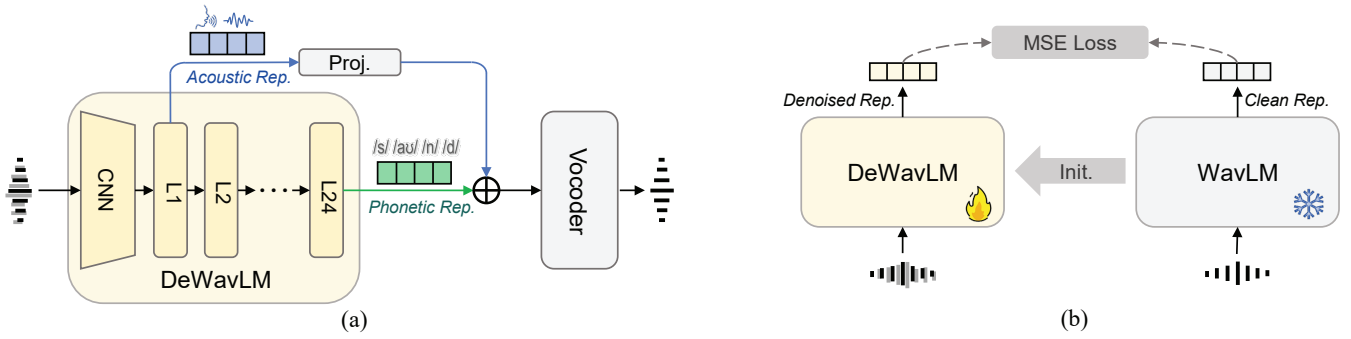 Acoustic Rep.
Proj.
CNN
L1
L2
L24
/s/ /aʊ/ /n/ /d/
Phonetic Rep.
Vocoder
DeWavLM
(a)
MSE Loss
Denoised Rep.
Clean Rep.
DeWavLM
Init.
WavLM
(b)